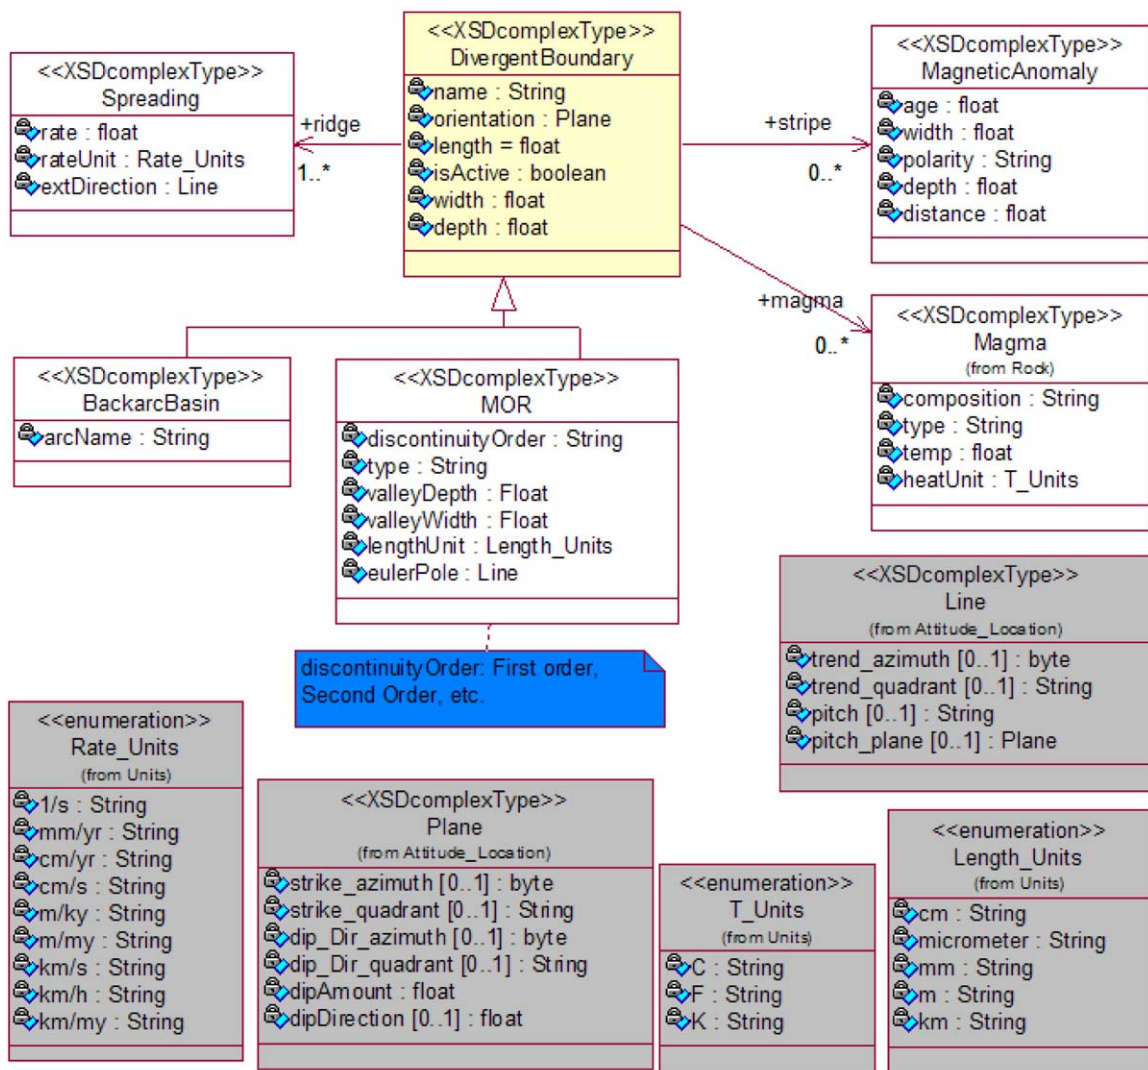 <<XSDcomplexType>>
Spreading
rate : float
rateUnit : Rate_Units
extDirection : Line
+ridge
1..*
<<XSDcomplexType>>
DivergentBoundary
name : String
orientation : Plane
length = float
isActive : boolean
width : float
depth : float
+stripe
0..*
<<XSDcomplexType>>
MagneticAnomaly
age : float
width : float
polarity : String
depth : float
distance : float
+magma
0..*
<<XSDcomplexType>>
Magma
(from Rock)
composition : String
type : String
temp : float
heatUnit : T_Units
<<XSDcomplexType>>
BackarcBasin
arcName : String
<<XSDcomplexType>>
MOR
discontinuityOrder : String
type : String
valleyDepth : Float
valleyWidth : Float
lengthUnit : Length_Units
eulerPole : Line
discontinuityOrder: First order,
Second Order, etc.
<<XSDcomplexType>>
Line
(from Attitude_Location)
trend_azimuth [0..1] : byte
trend_quadrant [0..1] : String
pitch [0..1] : String
pitch_plane [0..1] : Plane
<<enumeration>>
Rate_Units
(from Units)
1/s : String
mm/yr : String
cm/yr : String
cm/s : String
m/ky : String
m/my : String
km/s : String
km/h : String
km/my : String
<<XSDcomplexType>>
Plane
(from Attitude_Location)
strike_azimuth [0..1] : byte
strike_quadrant [0..1] : String
dip_Dir_azimuth [0..1] : byte
dip_Dir_quadrant [0..1] : String
dipAmount : float
dipDirection [0..1] : float
<<enumeration>>
T_Units
(from Units)
C : String
F : String
K : String
<<enumeration>>
Length_Units
(from Units)
cm : String
micrometer : String
mm : String
m : String
km : String